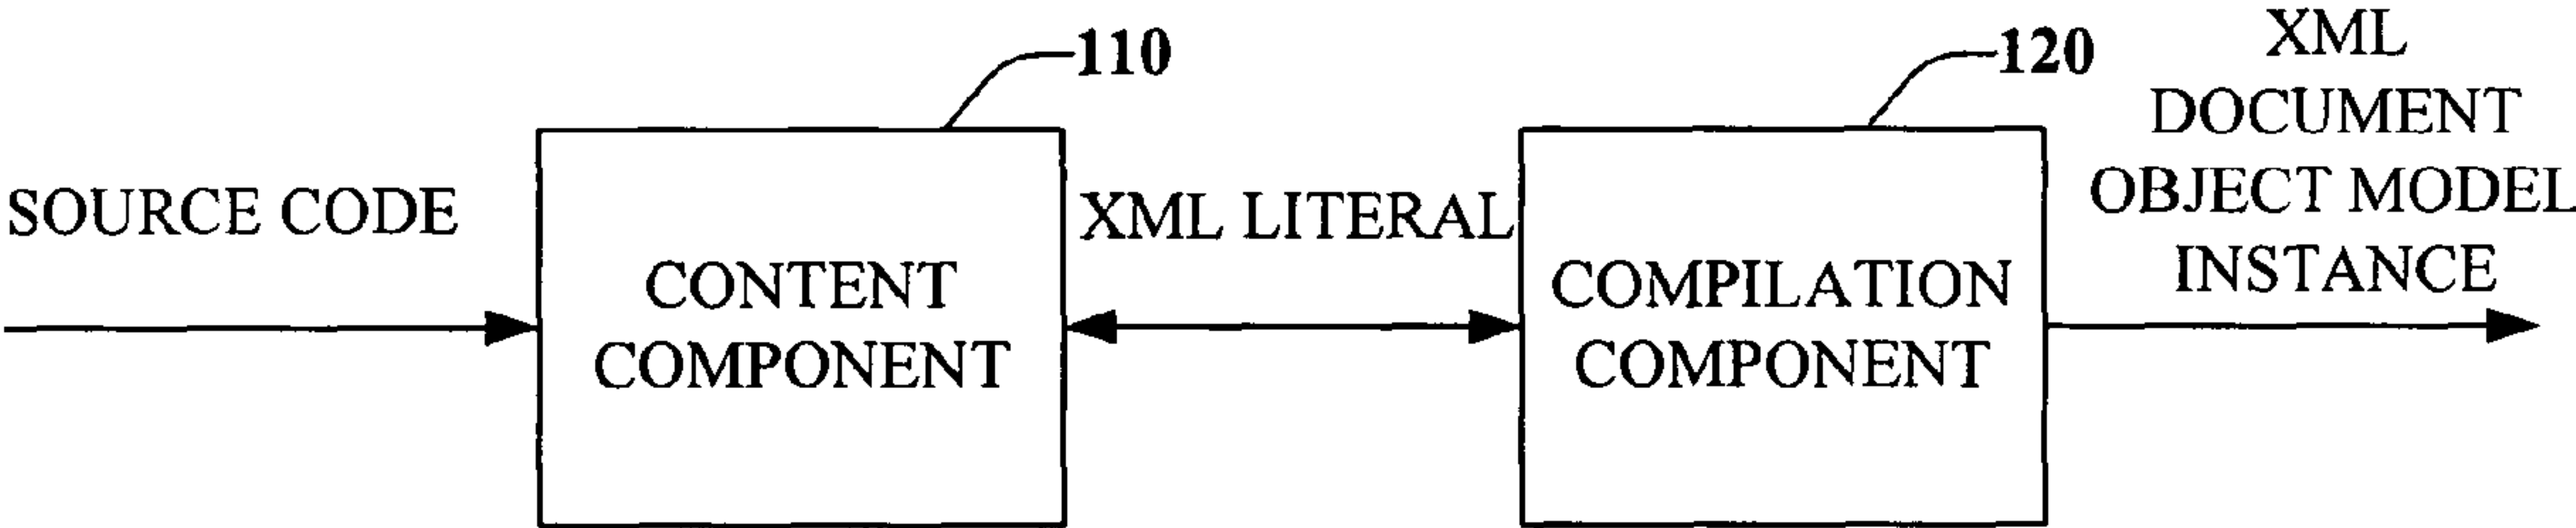 110
120
XML
DOCUMENT
OBJECT MODEL
INSTANCE
SOURCE CODE
XML LITERAL
CONTENT
COMPONENT
COMPILATION
COMPONENT